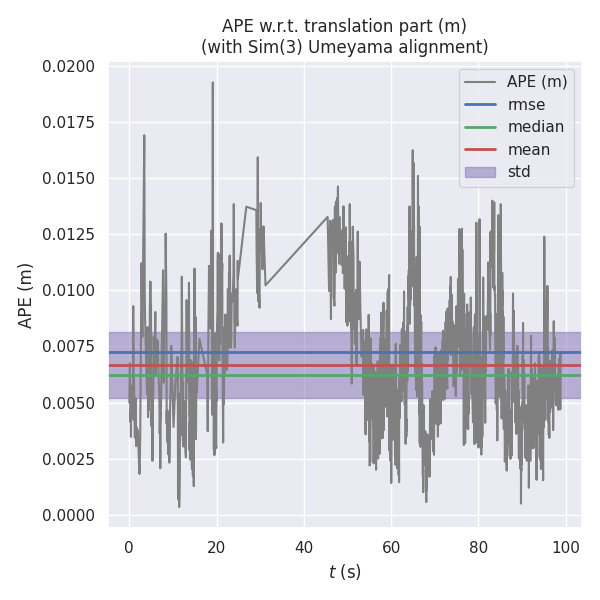 APE w.r.t. translation part (m)
(with Sim(3) Umeyama alignment)
APE (m)
rmse
median
mean
std
APE (m)
0.0200
0.0175
0.0150
0.0125
0.0100
0.0075
0.0050
0.0025
0.0000
0
20
40
60
80
100
t (s)